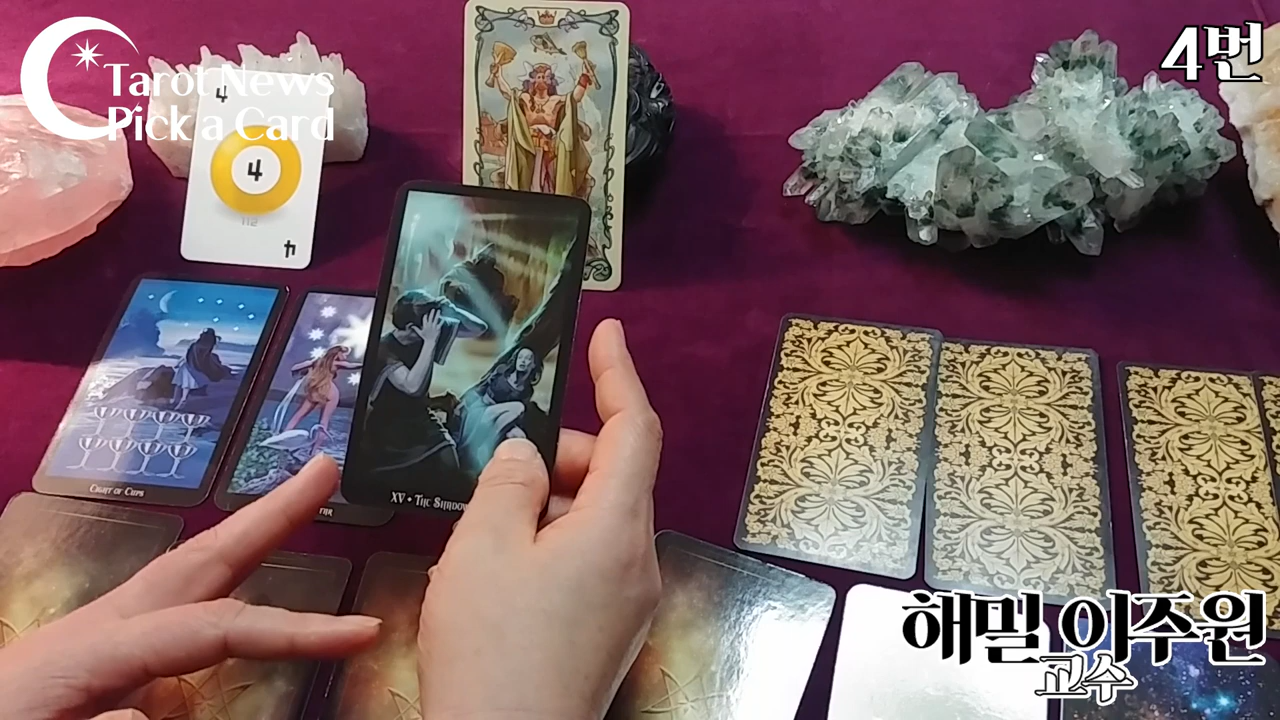 Tarot News
Pick a Card
4번
4
4
112
4
EIGHT OF CUPS
XV • THE SHADOW
해밀 이주원
교수